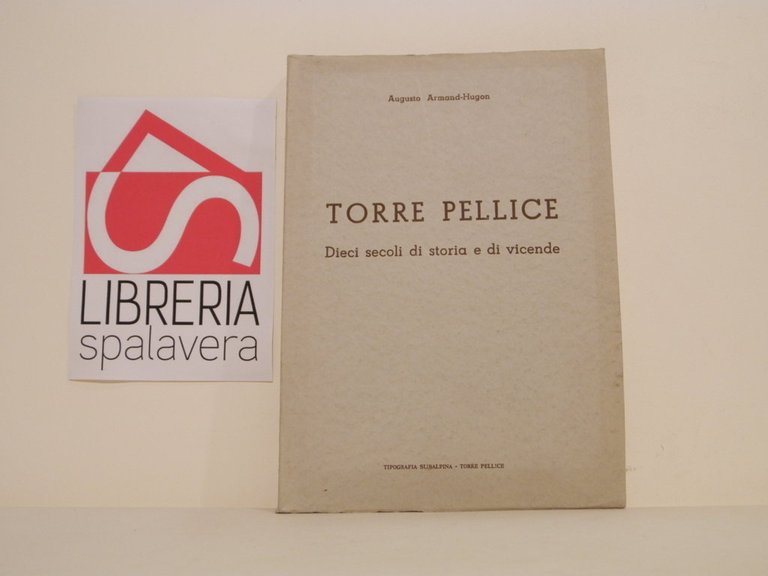 LIBRERIA
spalavera
Augusto Armand-Hugon
TORRE PELLICE
Dieci secoli di storia e di vicende
TIPOGRAFIA SUBALPINA - TORRE PELLICE